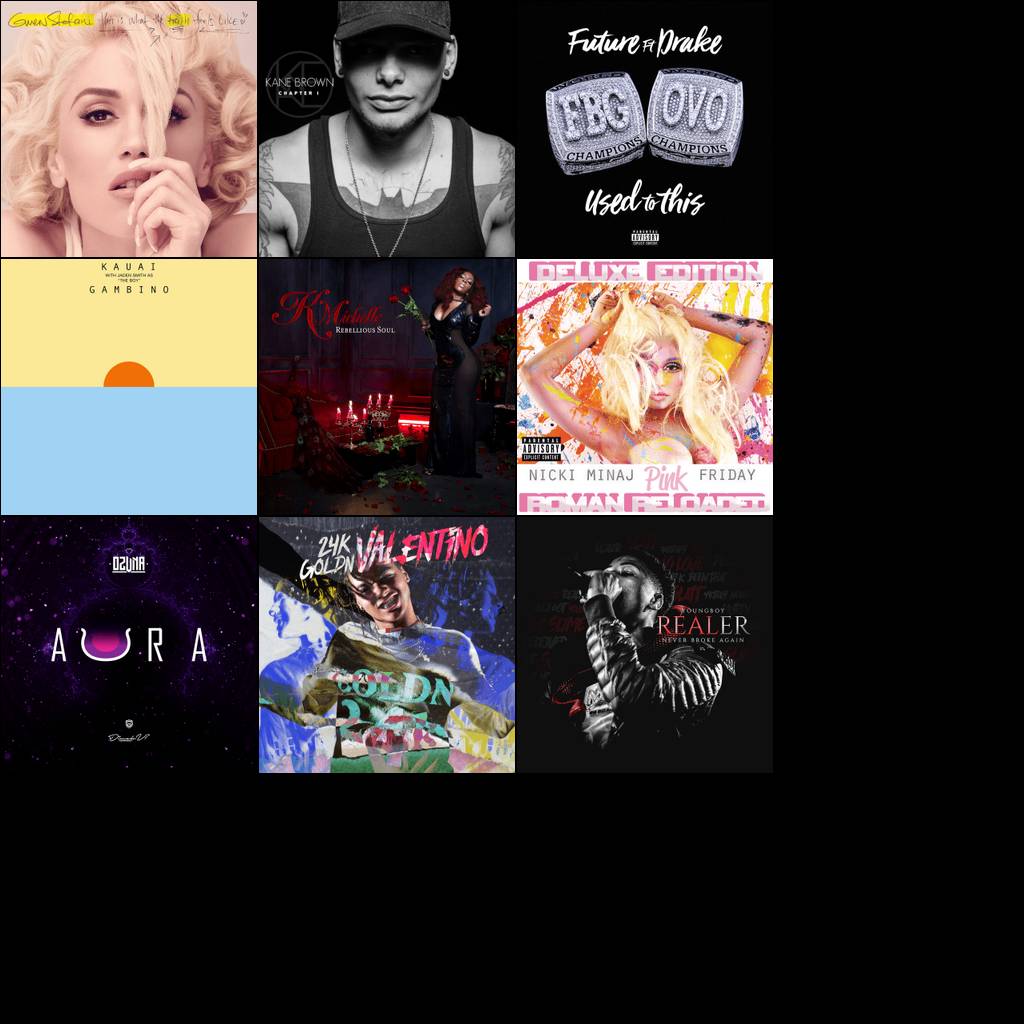 Gwen Stefani this is what the truth feels like
KANE BROWN
CHAPTER I
Future Ft Drake
FBG
CHAMPIONS
OVO
CHAMPIONS
Used to this
PARENTAL
ADVISORY
EXPLICIT CONTENT
KAUAI
WITH JADEN SMITH AS
"THE BOY"
GAMBINO
K. Michelle
REBELLIOUS SOUL
DELUXE EDITION
PARENTAL
ADVISORY
EXPLICIT CONTENT
NICKI MINAJ Pink FRIDAY
ROMAN RELOADED
OZUNA
AURA
24K
GOLDN
VALENTINO
GOLDN
YOUNGBOY
REALER
NEVER BROKE AGAIN